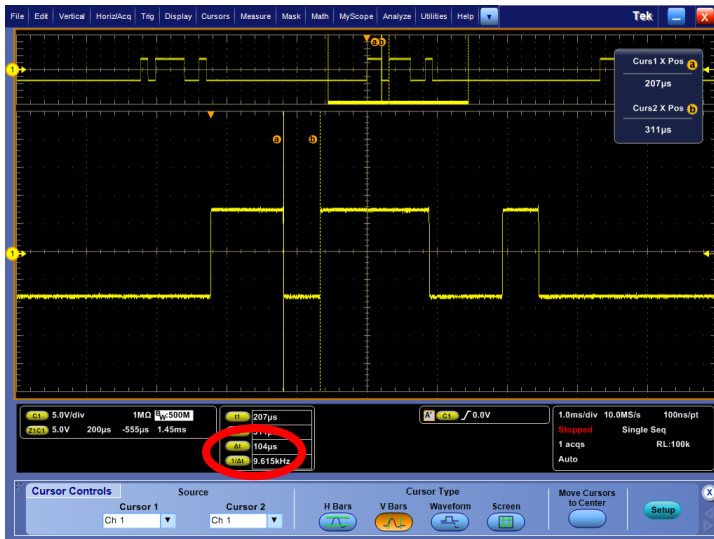 File Edit Vertical Horiz/Acq Trig Display Cursors Measure Mask Math MyScope Analyze Utilities Help Tek X
a b
Curs1 X Pos a
207µs
Curs2 X Pos b
311µs
1
a b
1
C1 5.0V/div 1MΩ BW:500M
Z1C1 5.0V 200µs -555µs 1.45ms
t1 207µs
Δt 104µs
1/Δt 9.615kHz
A' C1 0.0V
1.0ms/div 10.0MS/s 100ns/pt
Stopped Single Seq
1 acqs RL:100k
Auto
Cursor Controls
Source
Cursor 1 Cursor 2
Ch 1 Ch 1
Cursor Type
H Bars V Bars Waveform Screen
Move Cursors
to Center
Setup
X